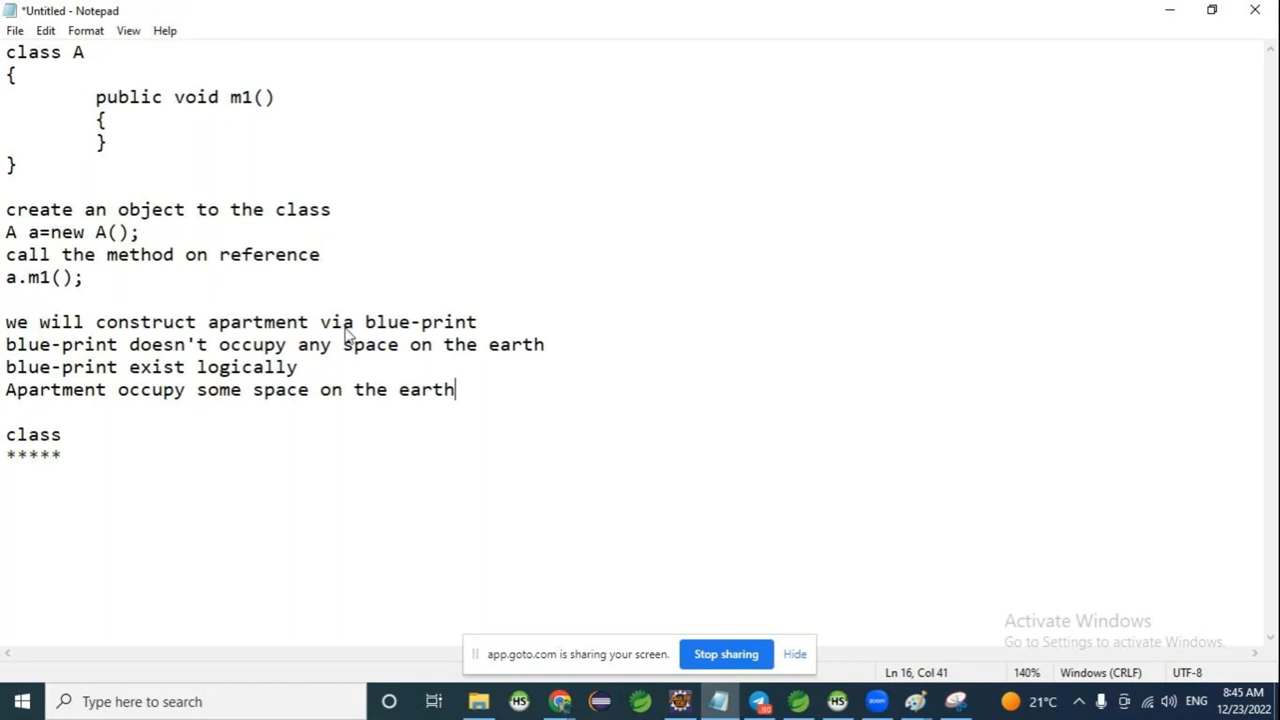 *Untitled - Notepad
File Edit Format View Help
class A
{
public void m1()
{
}
}
create an object to the class
A a=new A();
call the method on reference
a.m1();
we will construct apartment via blue-print
blue-print doesn't occupy any space on the earth
blue-print exist logically
Apartment occupy some space on the earth
class
*****
Activate Windows
Go to Settings to activate Windows.
app.goto.com is sharing your screen. Stop sharing Hide
Ln 16, Col 41 140% Windows (CRLF) UTF-8
Type here to search 21°C ENG 8:45 AM
12/23/2022